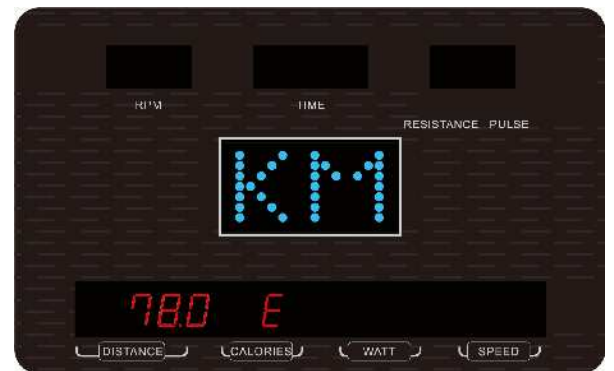 RPM
TIME
RESISTANCE PULSE
KM
78.0 E
DISTANCE CALORIES WATT SPEED